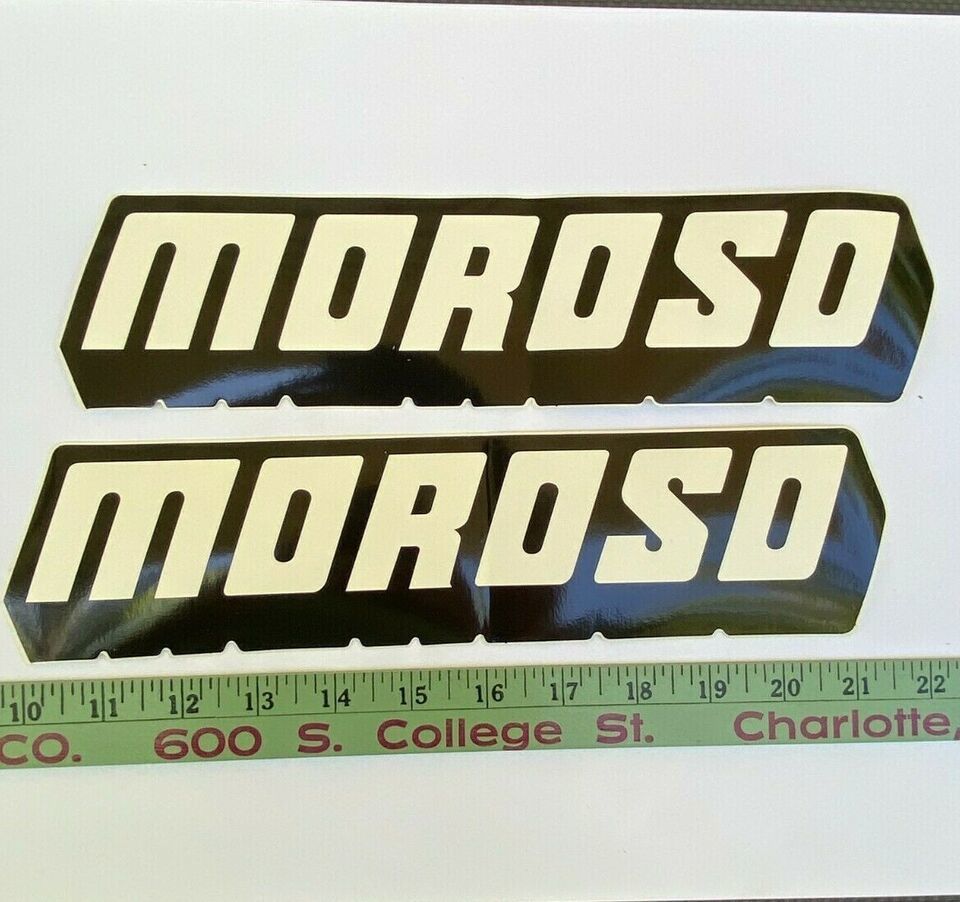 MOROSO
MOROSO
10 11 12 13 14 15 16 17 18 19 20 21 22
CO. 600 S. College St. Charlotte,